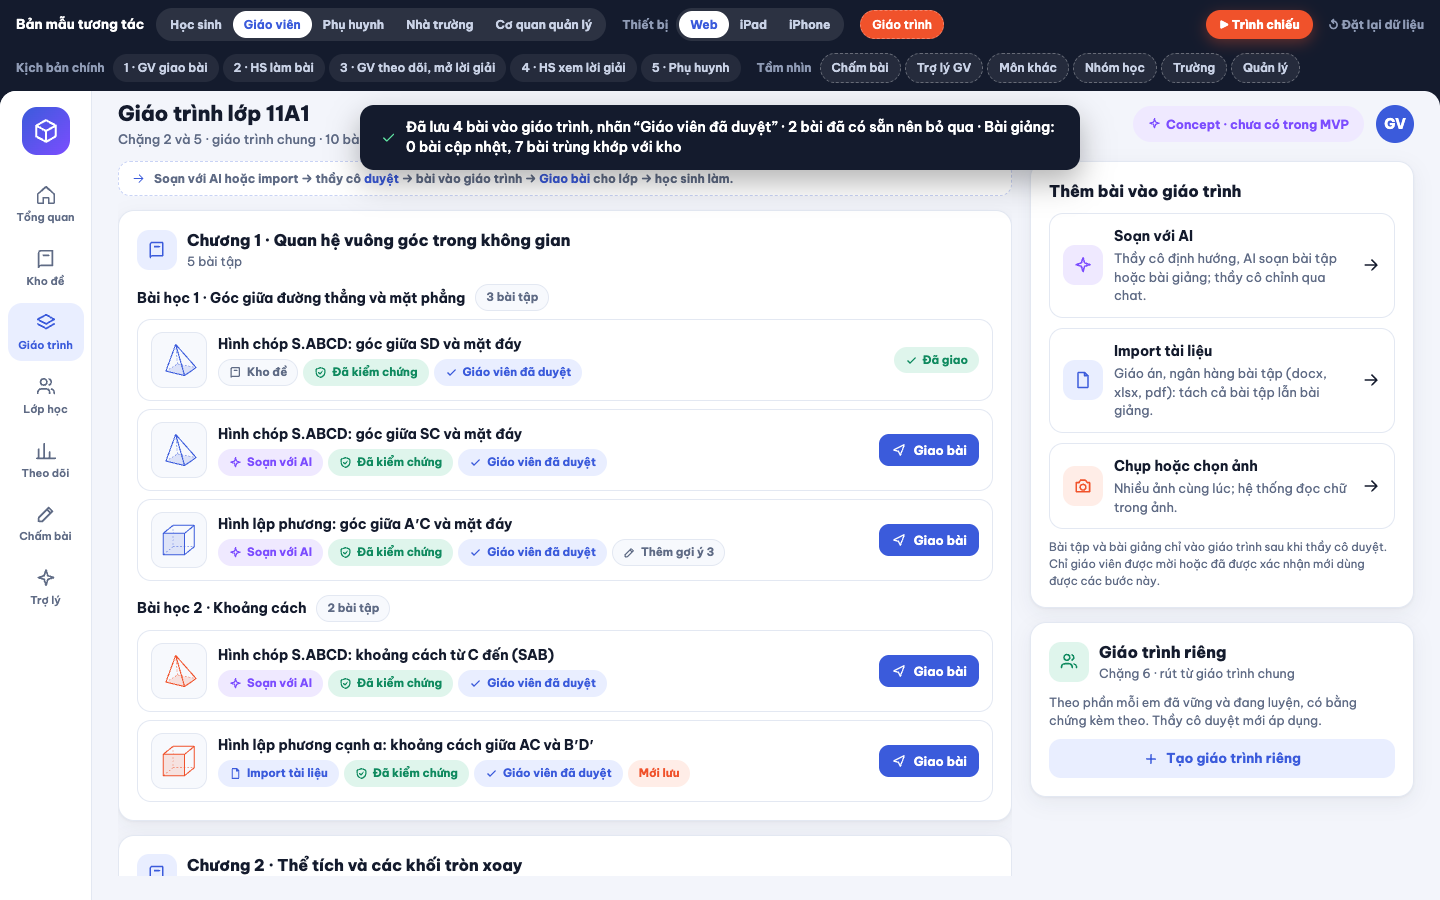 Bản mẫu tương tác
Học sinh
Giáo viên
Phụ huynh
Nhà trường
Cơ quan quản lý
Thiết bị
Web
iPad
iPhone
Giáo trình
Trình chiếu
Đặt lại dữ liệu
Kịch bản chính
1 · GV giao bài
2 · HS làm bài
3 · GV theo dõi, mở lời giải
4 · HS xem lời giải
5 · Phụ huynh
Tầm nhìn
Chấm bài
Trợ lý GV
Môn khác
Nhóm học
Trường
Quản lý
Tổng quan
Kho đề
Giáo trình
Lớp học
Theo dõi
Chấm bài
Trợ lý
Giáo trình lớp 11A1
Chặng 2 và 5 · giáo trình chung · 10 bà
Đã lưu 4 bài vào giáo trình, nhãn “Giáo viên đã duyệt” · 2 bài đã có sẵn nên bỏ qua · Bài giảng:
0 bài cập nhật, 7 bài trùng khớp với kho
Concept · chưa có trong MVP
GV
→ Soạn với AI hoặc import → thầy cô duyệt → bài vào giáo trình → Giao bài cho lớp → học sinh làm.
Chương 1 · Quan hệ vuông góc trong không gian
5 bài tập
Bài học 1 · Góc giữa đường thẳng và mặt phẳng
3 bài tập
Hình chóp S.ABCD: góc giữa SD và mặt đáy
Kho đề
Đã kiểm chứng
Giáo viên đã duyệt
Đã giao
Hình chóp S.ABCD: góc giữa SC và mặt đáy
Soạn với AI
Đã kiểm chứng
Giáo viên đã duyệt
Giao bài
Hình lập phương: góc giữa A’C và mặt đáy
Soạn với AI
Đã kiểm chứng
Giáo viên đã duyệt
Thêm gợi ý 3
Giao bài
Bài học 2 · Khoảng cách
2 bài tập
Hình chóp S.ABCD: khoảng cách từ C đến (SAB)
Soạn với AI
Đã kiểm chứng
Giáo viên đã duyệt
Giao bài
Hình lập phương cạnh a: khoảng cách giữa AC và B’D’
Import tài liệu
Đã kiểm chứng
Giáo viên đã duyệt
Mới lưu
Giao bài
Chương 2 · Thể tích và các khối tròn xoay
Thêm bài vào giáo trình
Soạn với AI
Thầy cô định hướng, AI soạn bài tập
hoặc bài giảng; thầy cô chỉnh qua
chat.
Import tài liệu
Giáo án, ngân hàng bài tập (docx,
xlsx, pdf): tách cả bài tập lẫn bài
giảng.
Chụp hoặc chọn ảnh
Nhiều ảnh cùng lúc; hệ thống đọc chữ
trong ảnh.
Bài tập và bài giảng chỉ vào giáo trình sau khi thầy cô duyệt.
Chỉ giáo viên được mời hoặc đã được xác nhận mới dùng
được các bước này.
Giáo trình riêng
Chặng 6 · rút từ giáo trình chung
Theo phần mỗi em đã vững và đang luyện, có bằng
chứng kèm theo. Thầy cô duyệt mới áp dụng.
+ Tạo giáo trình riêng